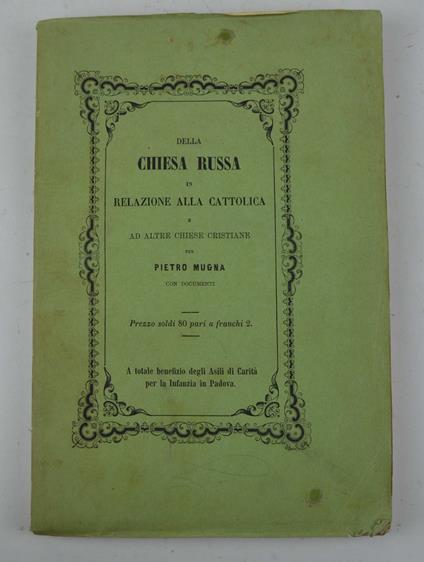 DELLA
CHIESA RUSSA
IN
RELAZIONE ALLA CATTOLICA
E
AD ALTRE CHIESE CRISTIANE
PER
PIETRO MUGNA
CON DOCUMENTI
Prezzo soldi 80 pari a franchi 2.
A totale benefizio degli Asili di Carità
per la Infanzia in Padova.